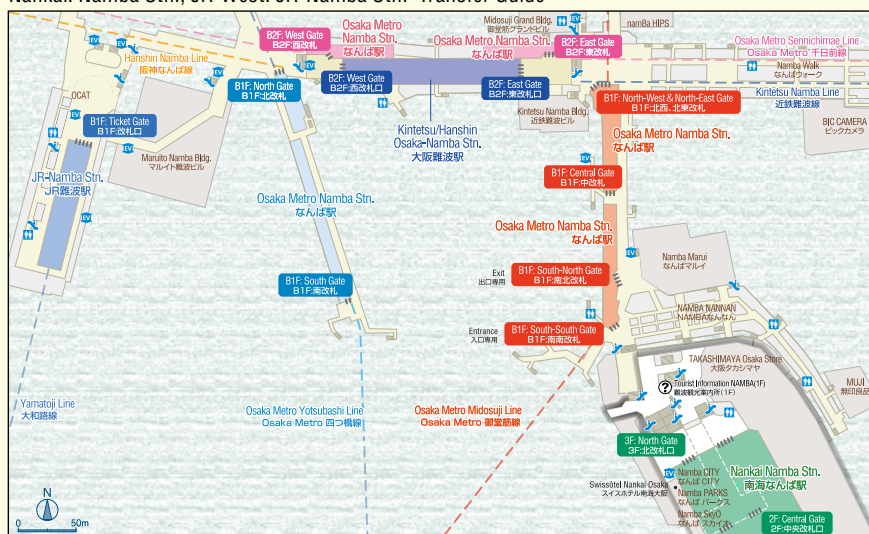 Nankai Namba Stn., JR-West: JR-Namba Stn. Transfer Guide
Osaka Metro
Namba Stn.
なんば駅
Midosuji Grand Bldg.
御堂筋グランドビル
namBa HIPS
B2F: West Gate
B2F:西改札
Osaka Metro Namba Stn.
なんば駅
B2F: East Gate
B2F:東改札
Osaka Metro Sennichimae Line
Osaka Metro 千日前線
Hanshin Namba Line
阪神なんば線
Namba Walk
なんばウォーク
B1F: North Gate
B1F:北改札
B2F: West Gate
B2F:西改札口
B2F: East Gate
B2F:東改札口
Kintetsu Namba Line
近鉄難波線
OCAT
B1F: North-West & North-East Gate
B1F:北西、北東改札
Kintetsu Namba Bldg.
近鉄難波ビル
BIC CAMERA
ビックカメラ
B1F: Ticket Gate
B1F:改札口
Kintetsu/Hanshin
Osaka-Namba Stn.
大阪難波駅
Osaka Metro Namba Stn.
なんば駅
Maruito Namba Bldg.
マルイト難波ビル
JR-Namba Stn.
JR難波駅
B1F: Central Gate
B1F:中改札
Osaka Metro Namba Stn.
なんば駅
Osaka Metro Namba Stn.
なんば駅
Namba Marui
なんばマルイ
B1F: South Gate
B1F:南改札
Exit
出口専用
B1F: South-North Gate
B1F:南北改札
NAMBA NANNAN
NAMBAなんなん
Entrance
入口専用
B1F: South-South Gate
B1F:南南改札
TAKASHIMAYA Osaka Store
大阪タカシマヤ
Tourist Information NAMBA(1F)
難波観光案内所(1F)
MUJI
無印良品
Yamatoji Line
大和路線
Osaka Metro Yotsubashi Line
Osaka Metro 四つ橋線
Osaka Metro Midosuji Line
Osaka Metro 御堂筋線
3F: North Gate
3F:北改札口
Namba CITY
なんば CITY
Nankai Namba Stn.
南海なんば駅
Swissôtel Nankai Osaka
スイスホテル南海大阪
Namba PARKS
なんば パークス
Namba SkyO
なんば スカイオ
2F: Central Gate
2F:中央改札口
N
0 50m
EV
EV
EV
EV
EV
EV
EV
EV
EV
EV
EV